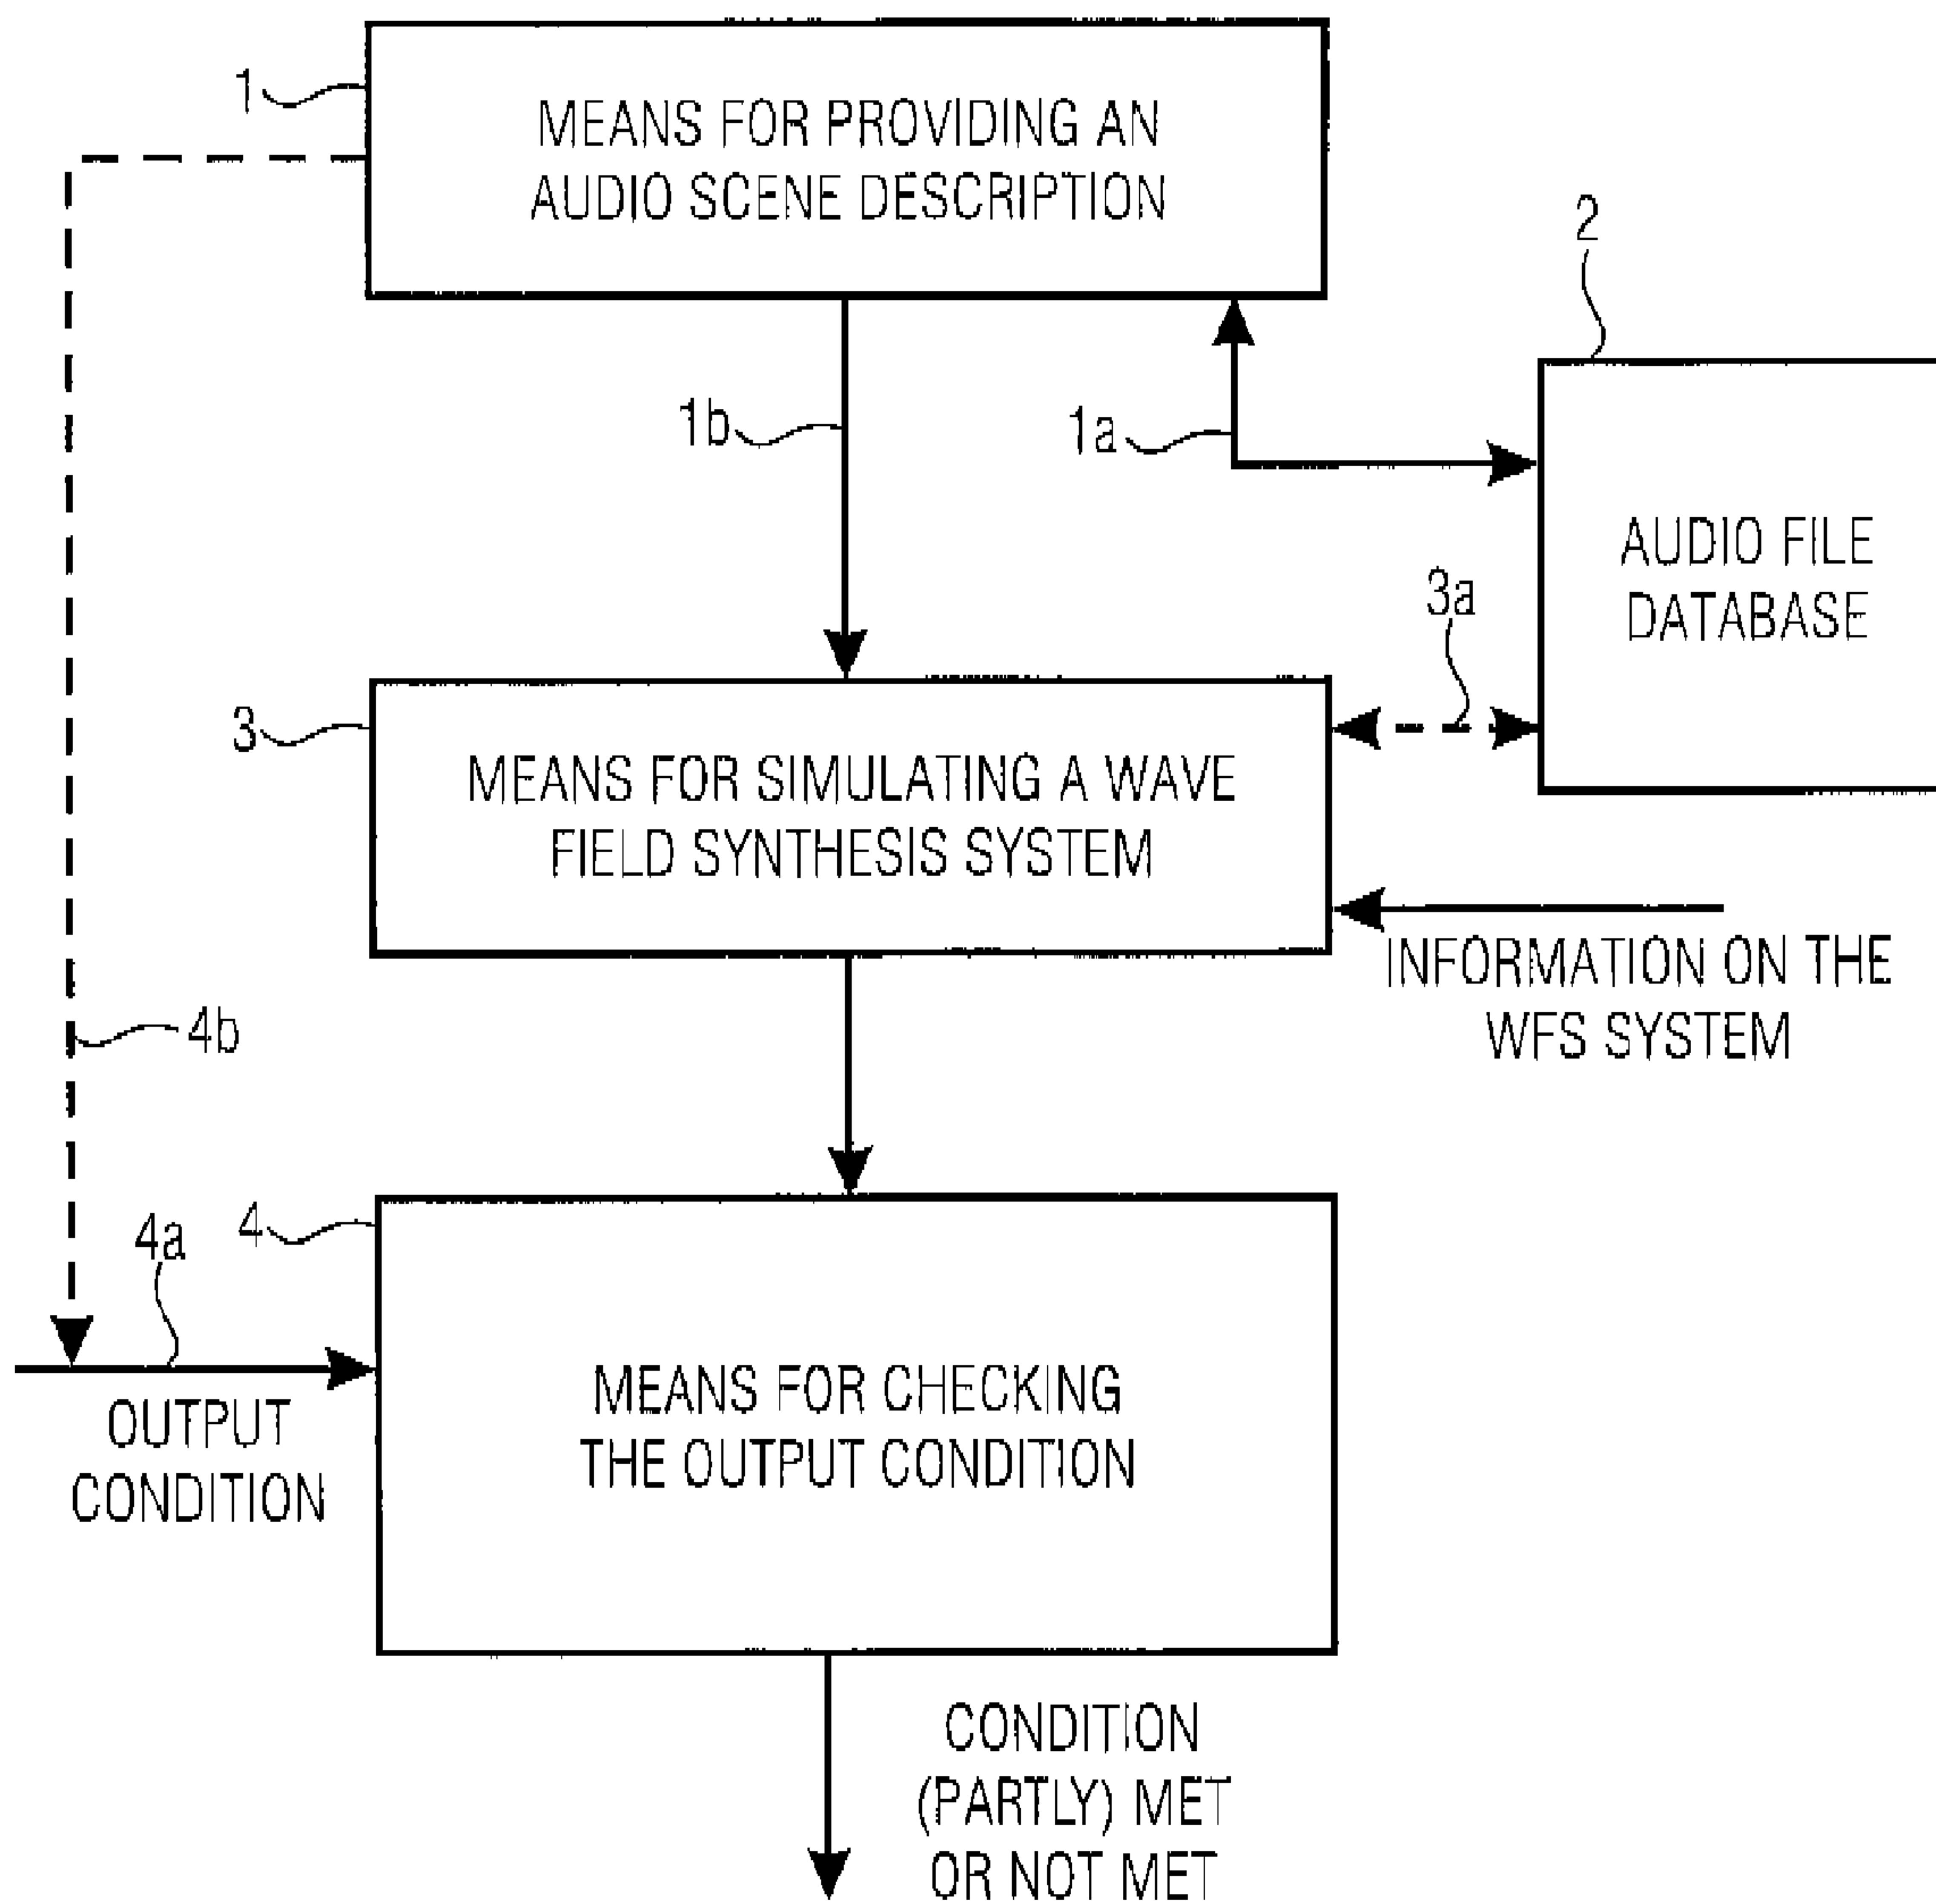 1
MEANS FOR PROVIDING AN
AUDIO SCENE DESCRIPTION
2
1b
1a
AUDIO FILE
DATABASE
3a
3
MEANS FOR SIMULATING A WAVE
FIELD SYNTHESIS SYSTEM
INFORMATION ON THE
WFS SYSTEM
4b
4a
4
MEANS FOR CHECKING
THE OUTPUT CONDITION
OUTPUT
CONDITION
CONDITION
(PARTLY) MET
OR NOT MET